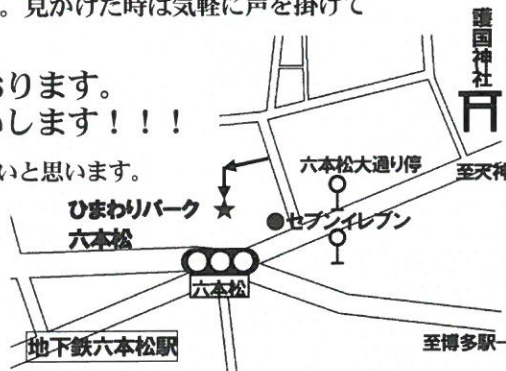 。見かけた時は気軽に声を掛けて
おります。
いします！！！
いと思います。
護国神社
六本松大通り停
至天神
ひまわりパーク
六本松
セブンイレブン
六本松
地下鉄六本松駅
至博多駅